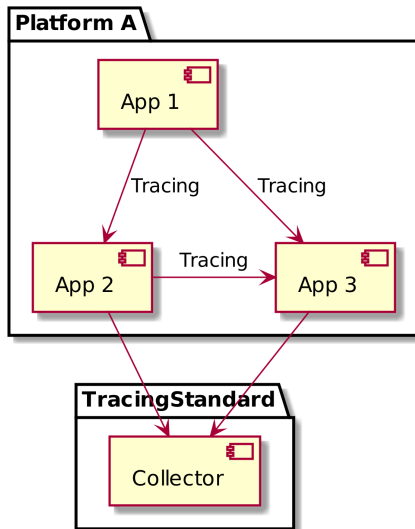 Platform A
App 1
Tracing
Tracing
App 2
Tracing
App 3
TracingStandard
Collector